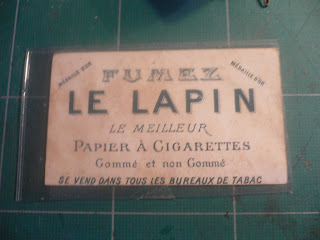 MÉDAILLE D'OR
MÉDAILLE D'OR
FUMEZ
LE LAPIN
LE MEILLEUR
PAPIER À CIGARETTES
Gommé et non Gommé
SE VEND DANS TOUS LES BUREAUX DE TABAC